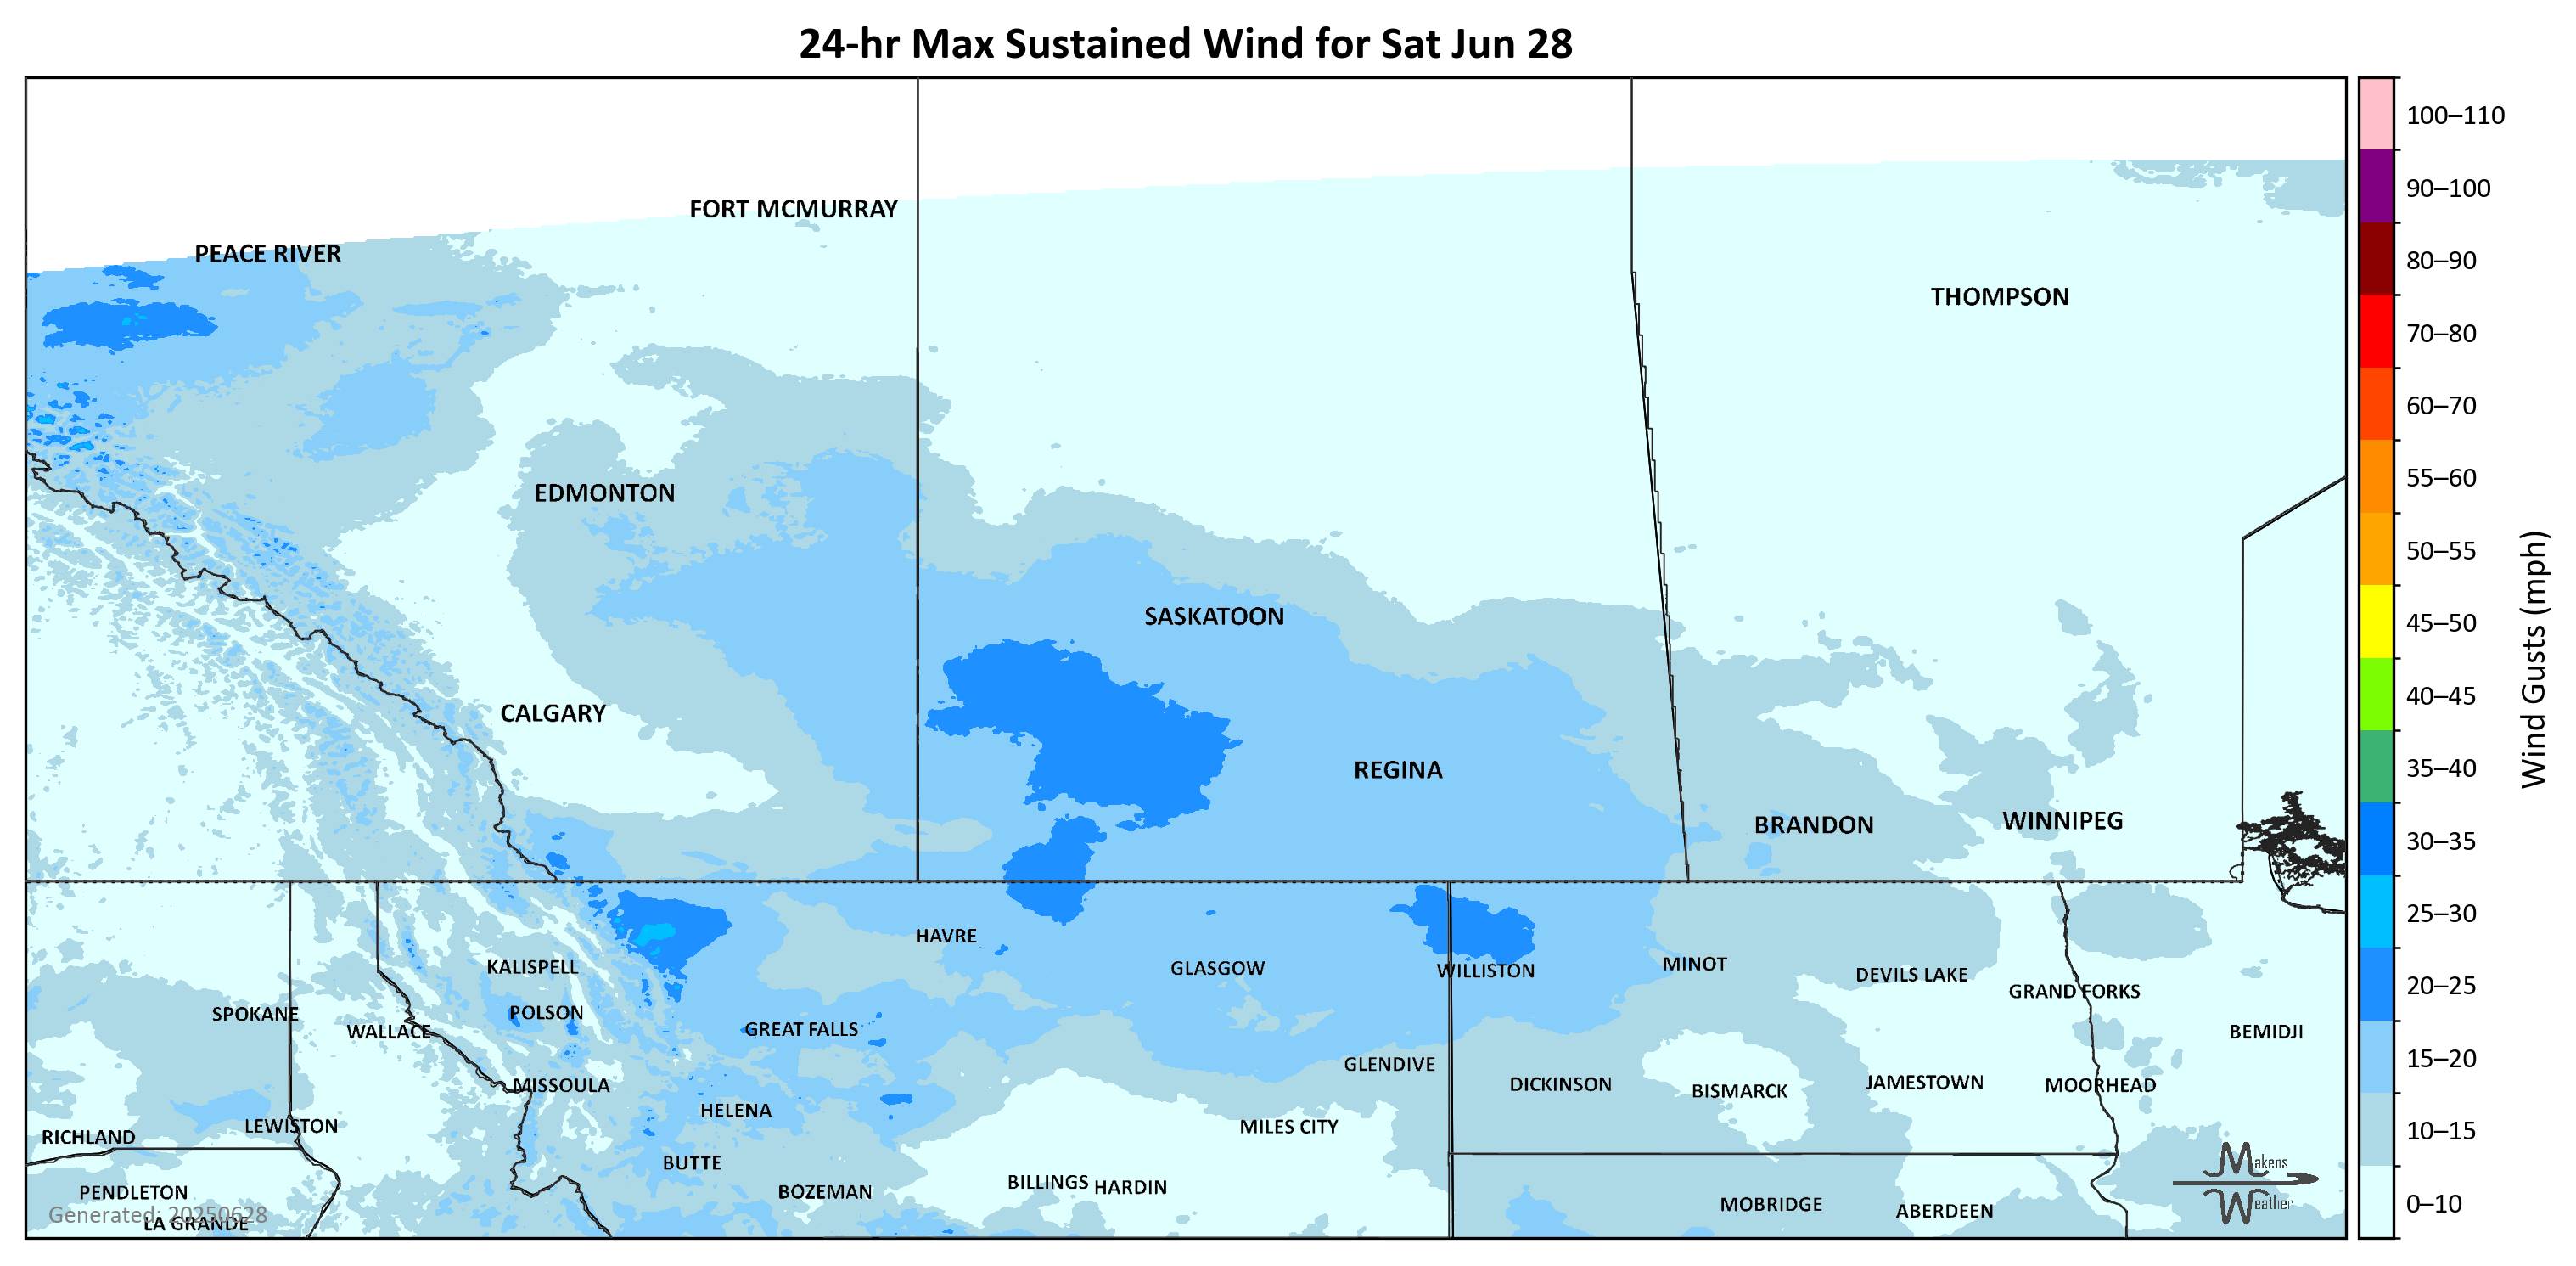 24-hr Max Sustained Wind for Sat Jun 28
100–110
90–100
80–90
70–80
60–70
55–60
50–55
45–50
40–45
35–40
30–35
25–30
20–25
15–20
10–15
0–10
Wind Gusts (mph)
FORT MCMURRAY
PEACE RIVER
THOMPSON
EDMONTON
SASKATOON
CALGARY
REGINA
BRANDON
WINNIPEG
HAVRE
KALISPELL
GLASGOW
WILLISTON
MINOT
DEVILS LAKE
GRAND FORKS
SPOKANE
POLSON
WALLACE
GREAT FALLS
BEMIDJI
GLENDIVE
MISSOULA
DICKINSON
BISMARCK
JAMESTOWN
MOORHEAD
HELENA
LEWISTON
MILES CITY
RICHLAND
BUTTE
BILLINGS
HARDIN
PENDLETON
BOZEMAN
MOBRIDGE
ABERDEEN
Generated: 20250628
LA GRANDE
Makens
Weather